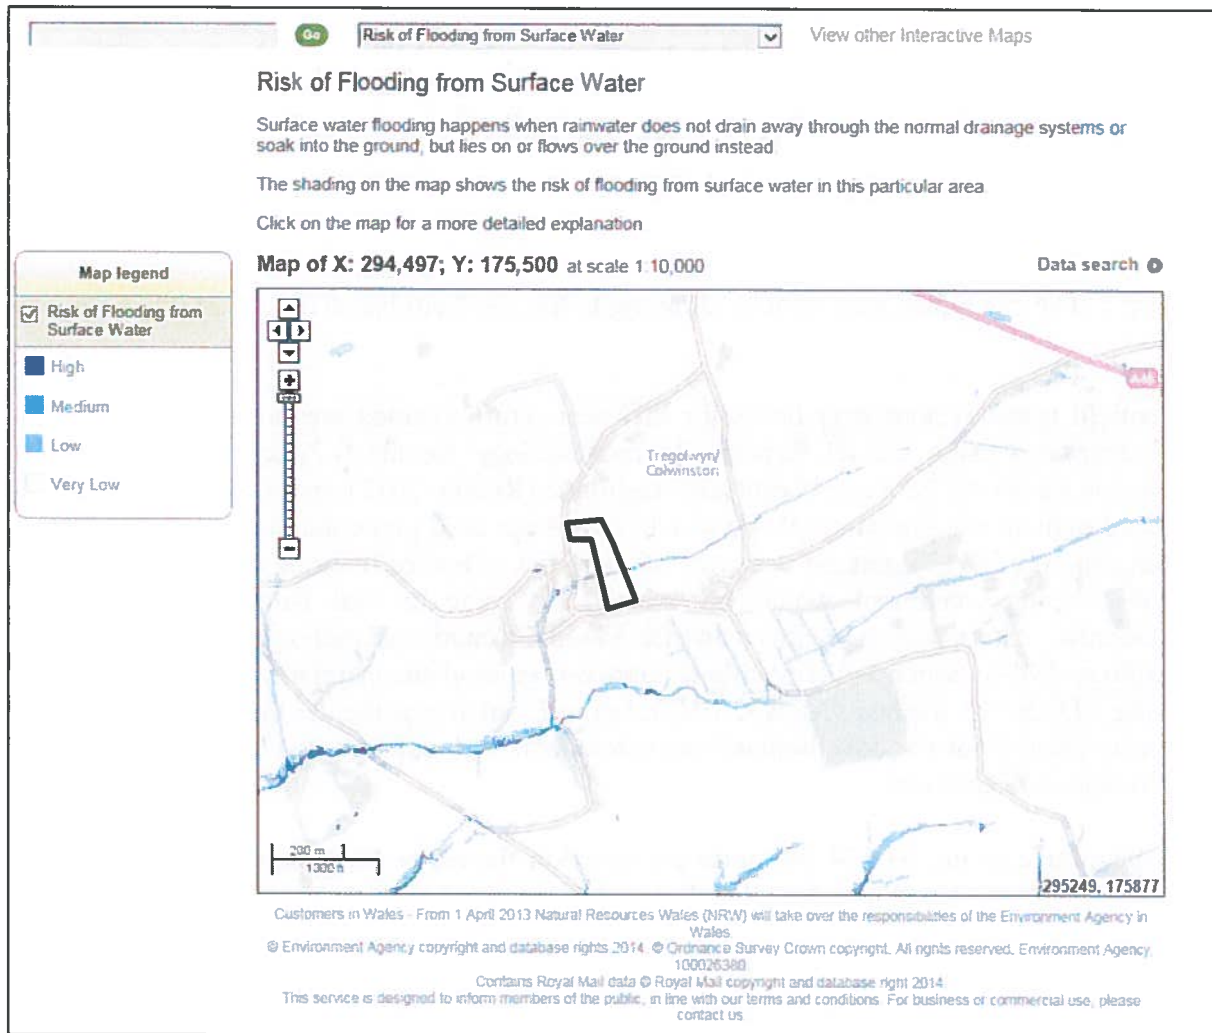 Go
Risk of Flooding from Surface Water
View other Interactive Maps
Risk of Flooding from Surface Water
Surface water flooding happens when rainwater does not drain away through the normal drainage systems or
soak into the ground, but lies on or flows over the ground instead
The shading on the map shows the risk of flooding from surface water in this particular area
Click on the map for a more detailed explanation
Map of X: 294,497; Y: 175,500 at scale 1:10,000
Data search
Map legend
Risk of Flooding from
Surface Water
High
Medium
Low
Very Low
Tregolwyn/
Colwinston
A48
200 m
1000 ft
295249, 175877
Customers in Wales - From 1 April 2013 Natural Resources Wales (NRW) will take over the responsibilities of the Environment Agency in
Wales
© Environment Agency copyright and database rights 2014. © Ordnance Survey Crown copyright. All rights reserved. Environment Agency,
100026380
Contains Royal Mail data © Royal Mail copyright and database right 2014
This service is designed to inform members of the public, in line with our terms and conditions. For business or commercial use, please
contact us